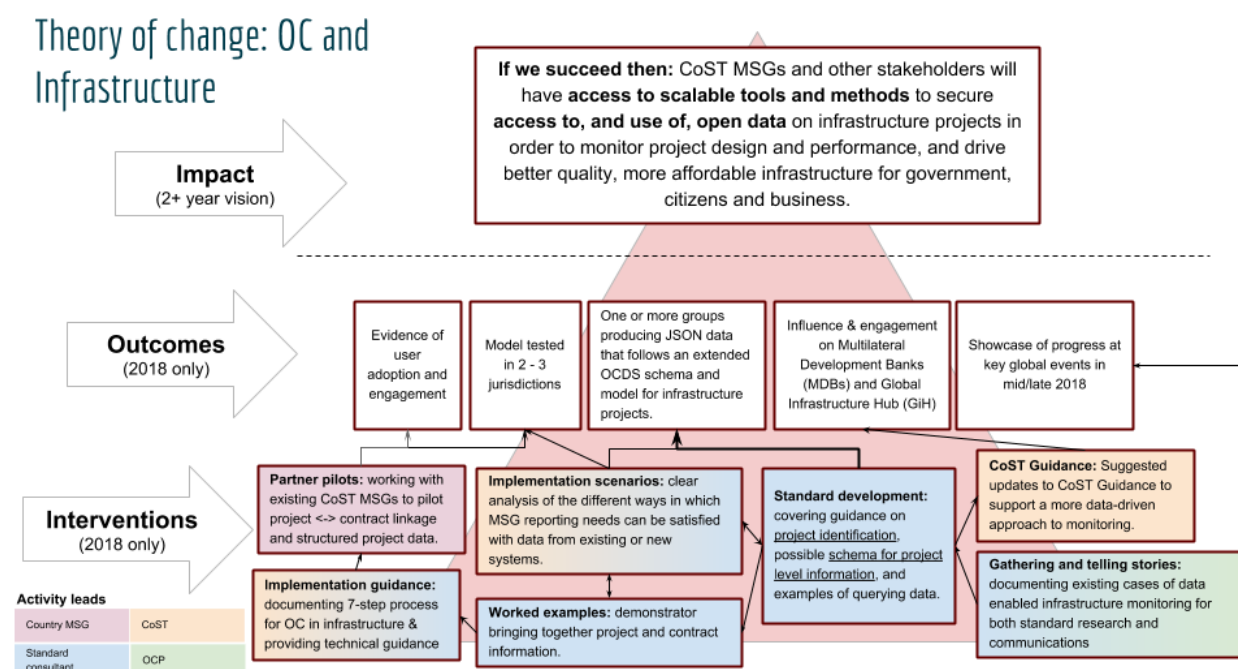 Theory of change: OC and
Infrastructure
If we succeed then: CoST MSGs and other stakeholders will
have access to scalable tools and methods to secure
access to, and use of, open data on infrastructure projects in
order to monitor project design and performance, and drive
better quality, more affordable infrastructure for government,
citizens and business.
Impact
(2+ year vision)
Outcomes
(2018 only)
Evidence of
user
adoption and
engagement
Model tested
in 2 - 3
jurisdictions
One or more groups
producing JSON data
that follows an extended
OCDS schema and
model for infrastructure
projects.
Influence & engagement
on Multilateral
Development Banks
(MDBs) and Global
Infrastructure Hub (GiH)
Showcase of progress at
key global events in
mid/late 2018
Interventions
(2018 only)
Partner pilots: working with
existing CoST MSGs to pilot
project <-> contract linkage
and structured project data.
Implementation scenarios: clear
analysis of the different ways in which
MSG reporting needs can be satisfied
with data from existing or new
systems.
Standard development:
covering guidance on
project identification,
possible schema for project
level information, and
examples of querying data.
CoST Guidance: Suggested
updates to CoST Guidance to
support a more data-driven
approach to monitoring.
Implementation guidance:
documenting 7-step process
for OC in infrastructure &
providing technical guidance
Worked examples: demonstrator
bringing together project and contract
information.
Gathering and telling stories:
documenting existing cases of data
enabled infrastructure monitoring for
both standard research and
communications
Activity leads
Country MSG
CoST
Standard
consultant
OCP